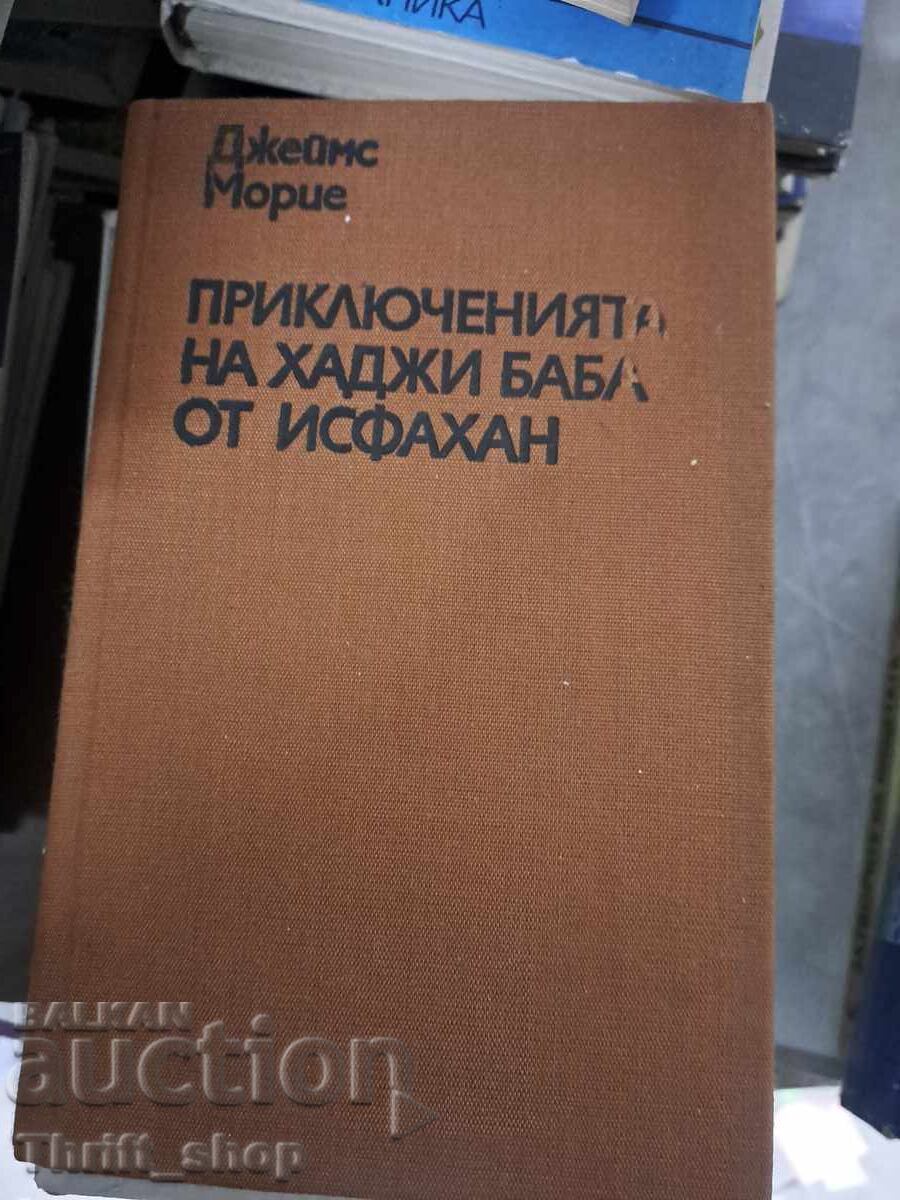 Джеймс
Морие
ПРИКЛЮЧЕНИЯТА
НА ХАДЖИ БАБА
ОТ ИСФАХАН
BALKAN
auction
Thrift_shop